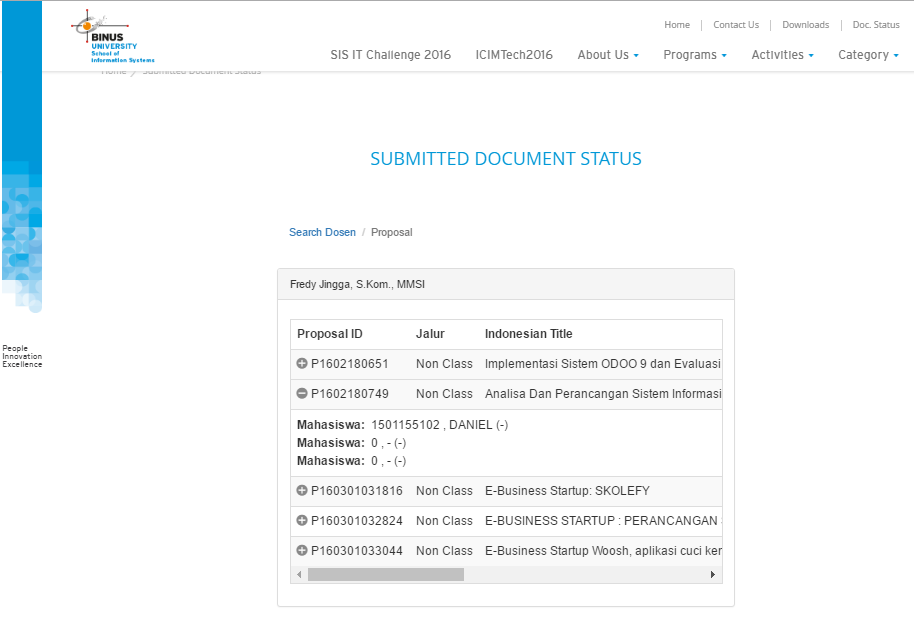 BINUS
UNIVERSITY
School of
Information Systems
Home | Contact Us | Downloads | Doc. Status
SIS IT Challenge 2016 ICIMTech2016 About Us Programs Activities Category
Home / Submitted Document Status
People
Innovation
Excellence
SUBMITTED DOCUMENT STATUS
Search Dosen / Proposal
Fredy Jingga, S.Kom., MMSI
Proposal ID Jalur Indonesian Title
P1602180651 Non Class Implementasi Sistem ODOO 9 dan Evaluasi
P1602180749 Non Class Analisa Dan Perancangan Sistem Informasi
Mahasiswa: 1501155102 , DANIEL (-)
Mahasiswa: 0 , - (-)
Mahasiswa: 0 , - (-)
P160301031816 Non Class E-Business Startup: SKOLEFY
P160301032824 Non Class E-BUSINESS STARTUP : PERANCANGAN
P160301033044 Non Class E-Business Startup Woosh, aplikasi cuci ker